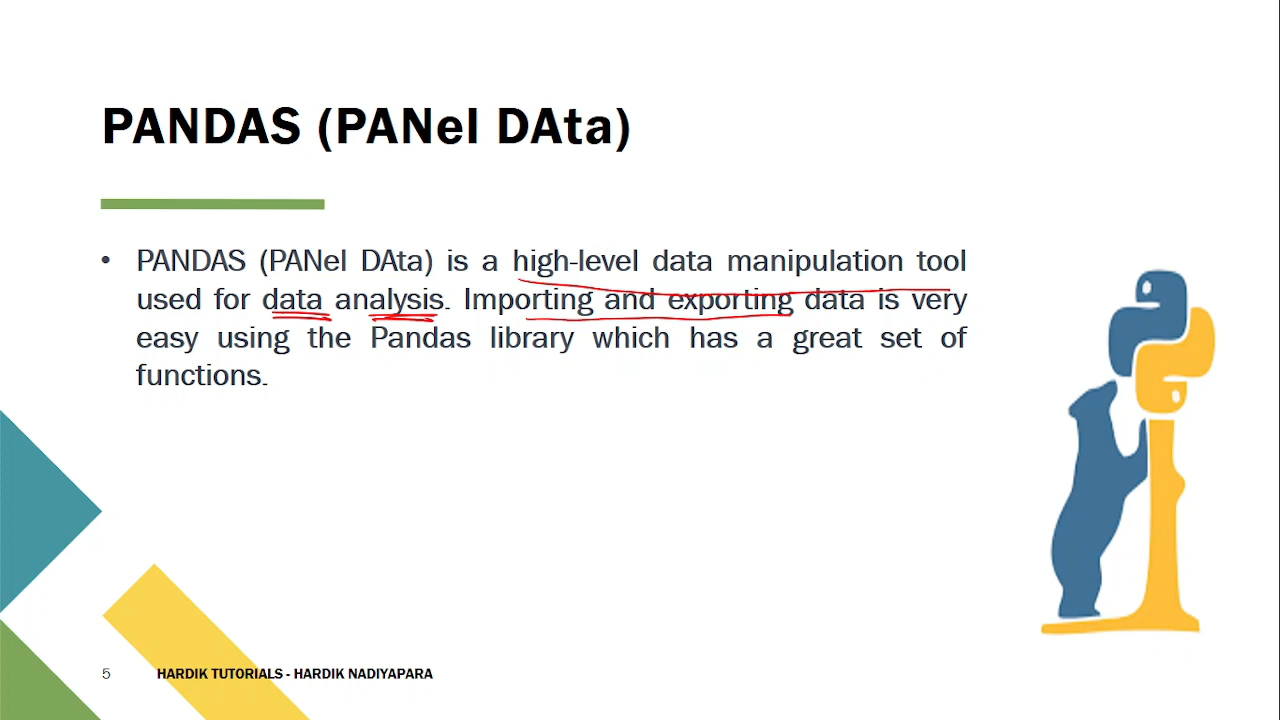 PANDAS (PANel DAta)
• PANDAS (PANel DAta) is a high-level data manipulation tool
used for data analysis. Importing and exporting data is very
easy using the Pandas library which has a great set of
functions.
5 HARDIK TUTORIALS - HARDIK NADIYAPARA